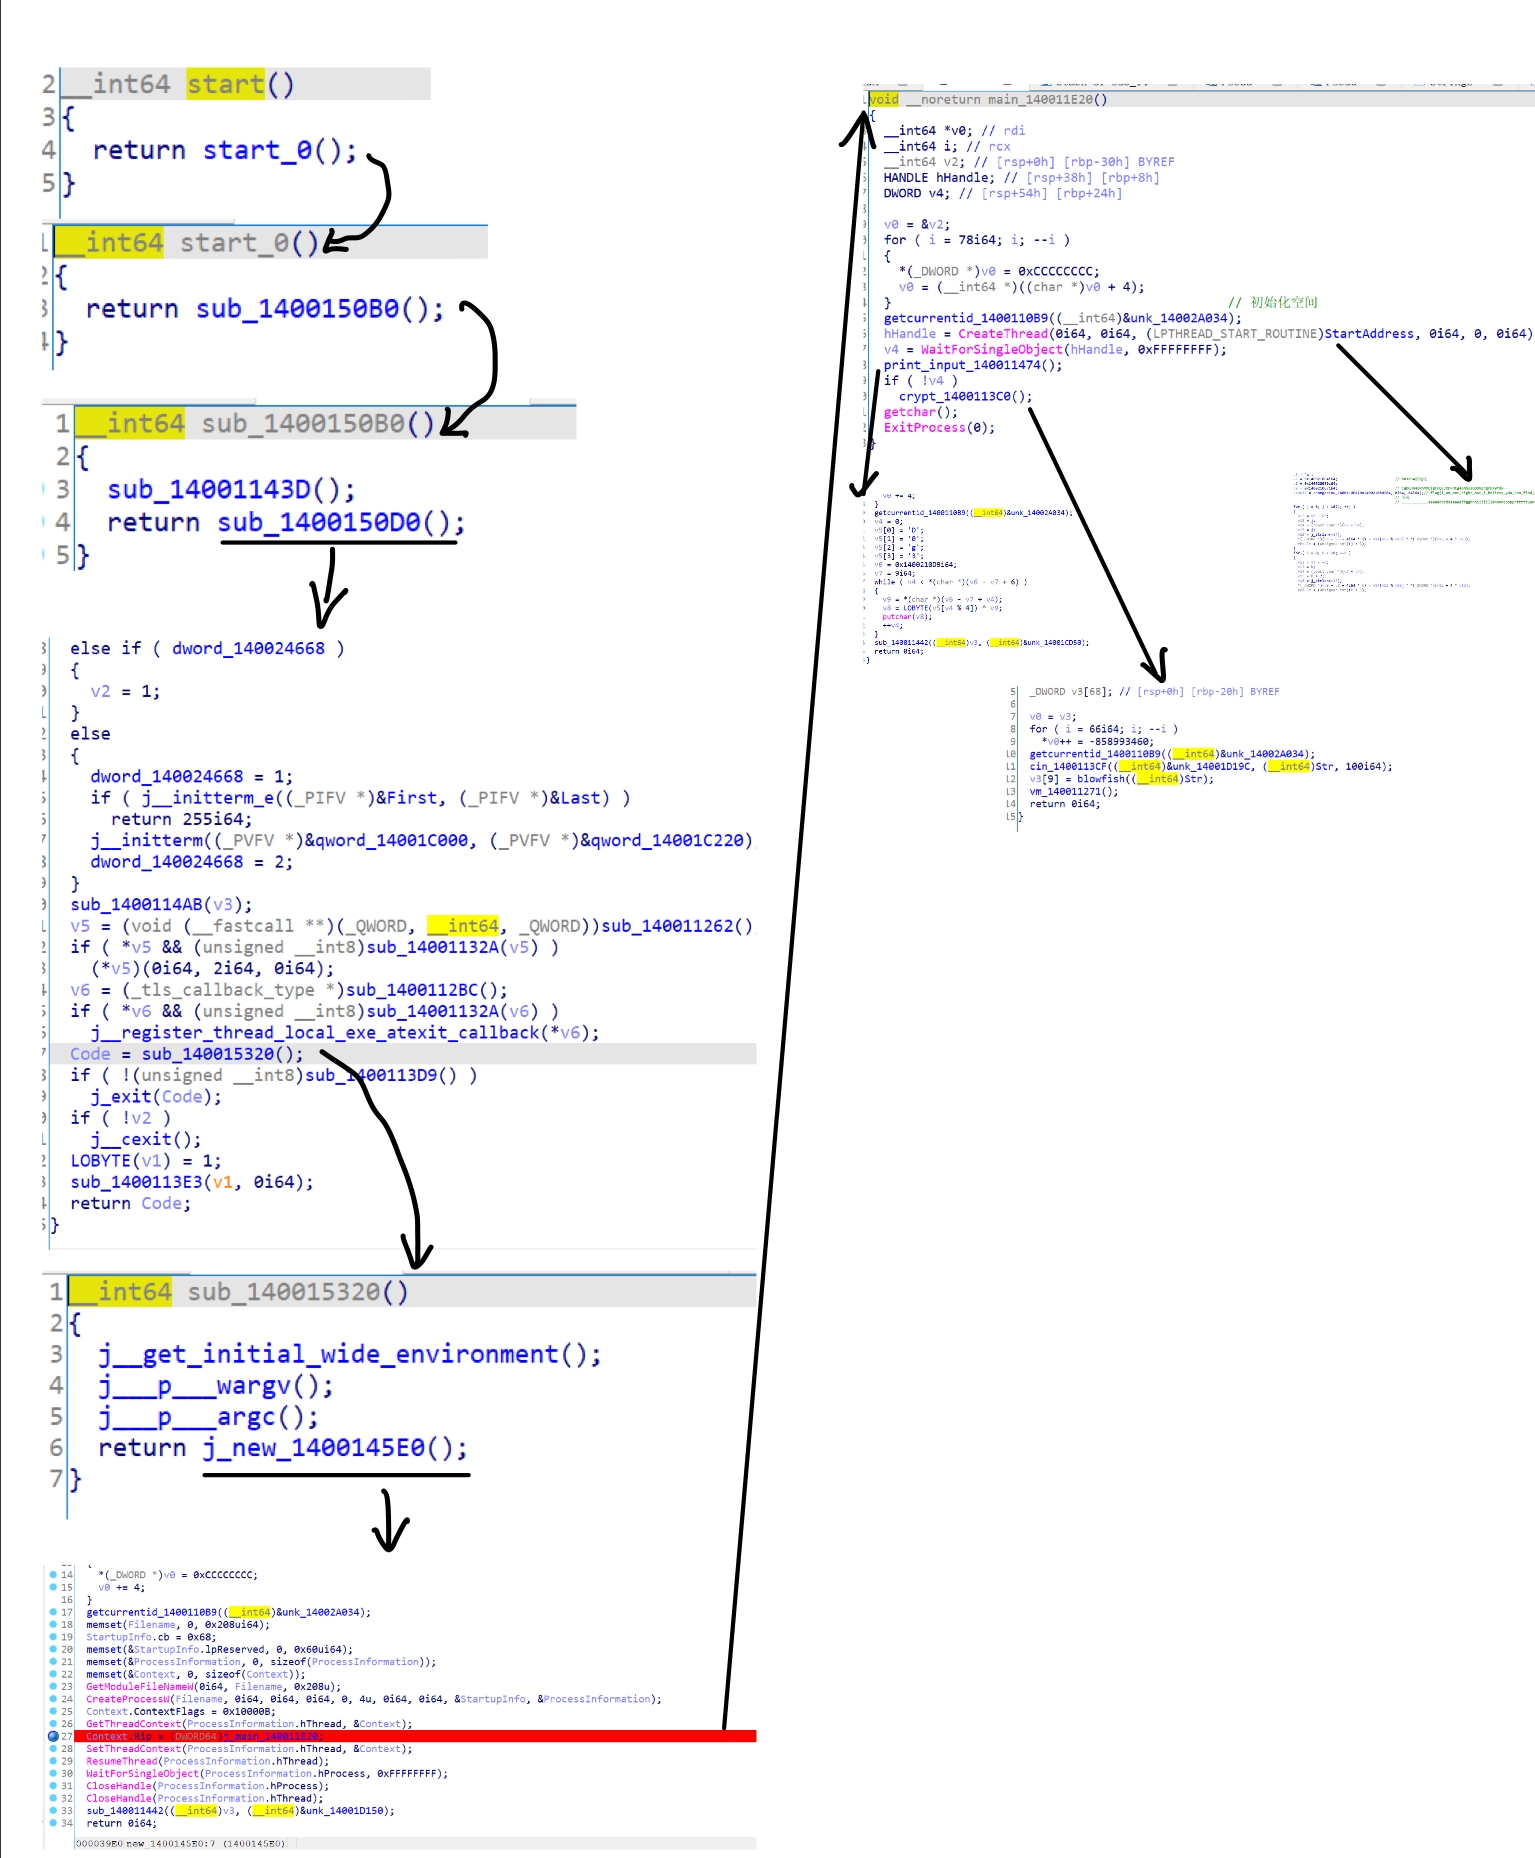 2 __int64 start()
3 {
4 return start_0();
5 }
1 __int64 start_0()
2 {
3 return sub_1400150B0();
4 }
1 __int64 sub_1400150B0()
2 {
3 sub_14001143D();
4 return sub_1400150D0();
5 }
else if ( dword_140024668 )
{
v2 = 1;
}
else
{
dword_140024668 = 1;
if ( j__initterm_e((_PIFV *)&First, (_PIFV *)&Last) )
return 255i64;
j__initterm((_PVFV *)&qword_14001C000, (_PVFV *)&qword_14001C220)
dword_140024668 = 2;
}
sub_1400114AB(v3);
v5 = (void (__fastcall **)(_QWORD, __int64, _QWORD))sub_140011262()
if ( *v5 && (unsigned __int8)sub_14001132A(v5) )
(*v5)(0i64, 2i64, 0i64);
v6 = (_tls_callback_type *)sub_1400112BC();
if ( *v6 && (unsigned __int8)sub_14001132A(v6) )
j__register_thread_local_exe_atexit_callback(*v6);
Code = sub_140015320();
if ( !(unsigned __int8)sub_1400113D9() )
j_exit(Code);
if ( !v2 )
j__cexit();
LOBYTE(v1) = 1;
sub_1400113E3(v1, 0i64);
return Code;
}
1 __int64 sub_140015320()
2 {
3 j__get_initial_wide_environment();
4 j___p___wargv();
5 j___p___argc();
6 return j_new_1400145E0();
7 }
14 *(_DWORD *)v0 = 0xCCCCCCCC;
15 v0 += 4;
16 }
17 getcurrentid_1400110B9((__int64)&unk_14002A034);
18 memset(Filename, 0, 0x208ui64);
19 StartupInfo.cb = 0x68;
20 memset(&StartupInfo.lpReserved, 0, 0x60ui64);
21 memset(&ProcessInformation, 0, sizeof(ProcessInformation));
22 memset(&Context, 0, sizeof(Context));
23 GetModuleFileNameW(0i64, Filename, 0x208u);
24 CreateProcessW(Filename, 0i64, 0i64, 0i64, 0, 4u, 0i64, 0i64, &StartupInfo, &ProcessInformation);
25 Context.ContextFlags = 0x10000B;
26 GetThreadContext(ProcessInformation.hThread, &Context);
27 Context.Rip = (DWORD64)j_main_140011E20;
28 SetThreadContext(ProcessInformation.hThread, &Context);
29 ResumeThread(ProcessInformation.hThread);
30 WaitForSingleObject(ProcessInformation.hProcess, 0xFFFFFFFF);
31 CloseHandle(ProcessInformation.hProcess);
32 CloseHandle(ProcessInformation.hThread);
33 sub_140011442((__int64)v3, (__int64)&unk_14001D150);
34 return 0i64;
000039E0 new_1400145E0:7 (1400145E0)
void __noreturn main_140011E20()
{
__int64 *v0; // rdi
__int64 i; // rcx
__int64 v2; // [rsp+0h] [rbp-30h] BYREF
HANDLE hHandle; // [rsp+38h] [rbp+8h]
DWORD v4; // [rsp+54h] [rbp+24h]
v0 = &v2;
for ( i = 78i64; i; --i )
{
*(_DWORD *)v0 = 0xCCCCCCCC;
v0 = (__int64 *)((char *)v0 + 4);
}
// 初始化空间
getcurrentid_1400110B9((__int64)&unk_14002A034);
hHandle = CreateThread(0i64, 0i64, (LPTHREAD_START_ROUTINE)StartAddress, 0i64, 0, 0i64)
v4 = WaitForSingleObject(hHandle, 0xFFFFFFFF);
print_input_140011474();
if ( !v4 )
crypt_1400113C0();
getchar();
ExitProcess(0);
}
v0 += 4;
}
getcurrentid_1400110B9((__int64)&unk_14002A034);
v4 = 0;
v5[0] = 'D';
v5[1] = '0';
v5[2] = 'g';
v5[3] = '3';
v6 = 0x1400210D9i64;
v7 = 9i64;
while ( v4 < *(char *)(v6 - v7 + 6) )
{
v9 = *(char *)(v6 - v7 + v4);
v8 = LOBYTE(v5[v4 % 4]) ^ v9;
putchar(v8);
++v4;
}
sub_140011442((__int64)v3, (__int64)&unk_14001CD50);
return 0i64;
}
5 _DWORD v3[68]; // [rsp+0h] [rbp-20h] BYREF
6
7 v0 = v3;
8 for ( i = 66i64; i; --i )
9 *v0++ = -858993460;
10 getcurrentid_1400110B9((__int64)&unk_14002A034);
11 cin_1400113CF((__int64)&unk_14001D19C, (__int64)Str, 100i64);
12 v3[9] = blowfish((__int64)Str);
13 vm_140011271();
14 return 0i64;
15 }